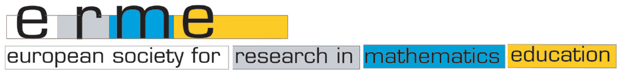 erme
european society for research in mathematics education